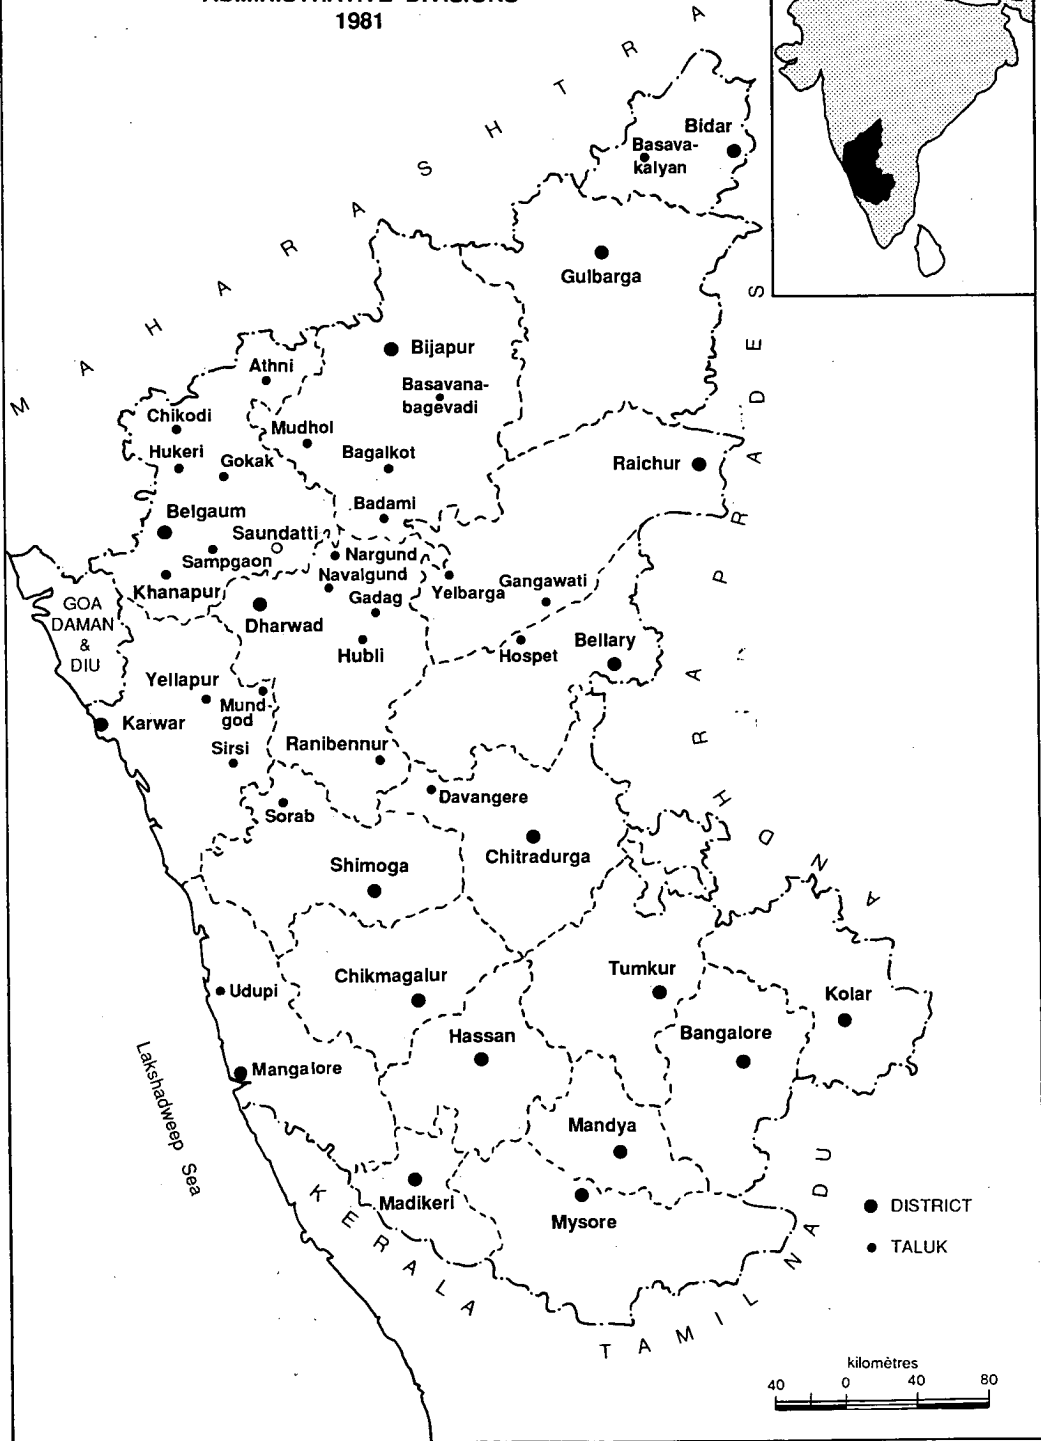 ADMINISTRATIVE DIVISIONS
1981
MAHARASHTRA
Bidar
Basava-
kalyan
Gulbarga
Bijapur
Athni
Basavana-
bagevadi
Chikodi
Mudhol
Hukeri
Gokak
Bagalkot
Raichur
Badami
Belgaum
Saundatti
Nargund
Sampgaon
Navalgund
Gangawati
Khanapur
Gadag
Yelbarga
GOA
DAMAN
&
DIU
Dharwad
Hubli
Hospet
Bellary
Yellapur
Mund-
god
Karwar
Sirsi
Ranibennur
Davangere
Sorab
Chitradurga
Shimoga
ANDHRA PRADESH
Chikmagalur
Tumkur
Udupi
Kolar
Hassan
Bangalore
Mangalore
Lakshadweep Sea
Mandya
Madikeri
Mysore
KERALA
TAMIL NADU
DISTRICT
TALUK
kilomètres
40 0 40 80